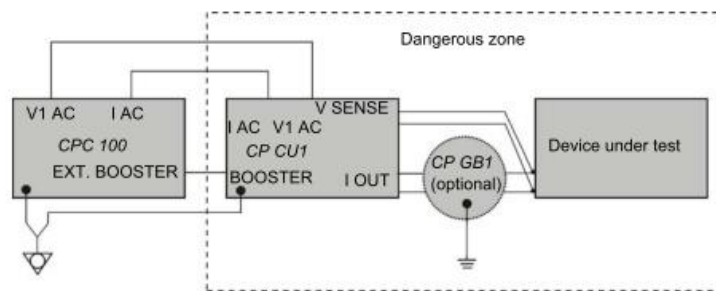 Dangerous zone
V1 AC I AC
CPC 100
EXT. BOOSTER
V SENSE
I AC V1 AC
CP CU1
BOOSTER
I OUT
CP GB1
(optional)
Device under test